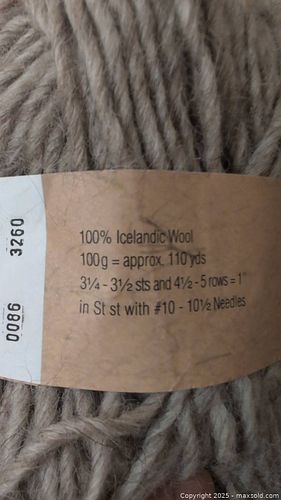 100% Icelandic Wool
100g = approx. 110 yds
3¼ - 3½ sts and 4½ - 5 rows = 1"
in St st with #10 - 10½ Needles
0086 3260
Copyright 2025 - maxsold.com